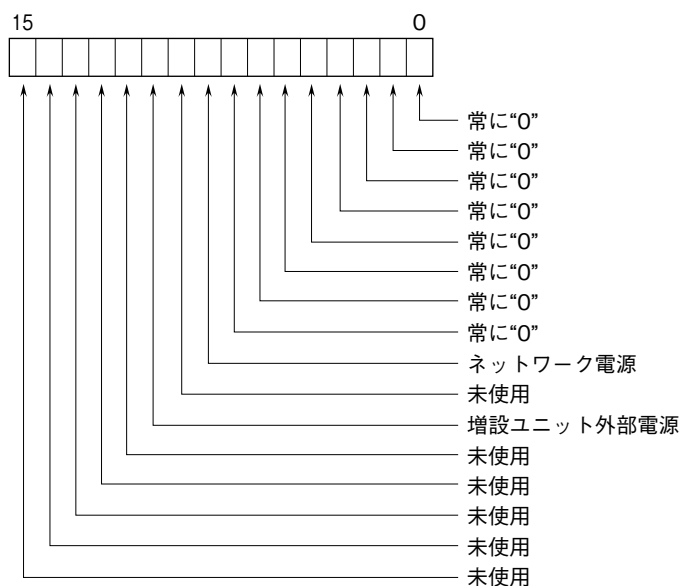 15 0
常に“0”
常に“0”
常に“0”
常に“0”
常に“0”
常に“0”
常に“0”
常に“0”
ネットワーク電源
未使用
増設ユニット外部電源
未使用
未使用
未使用
未使用
未使用